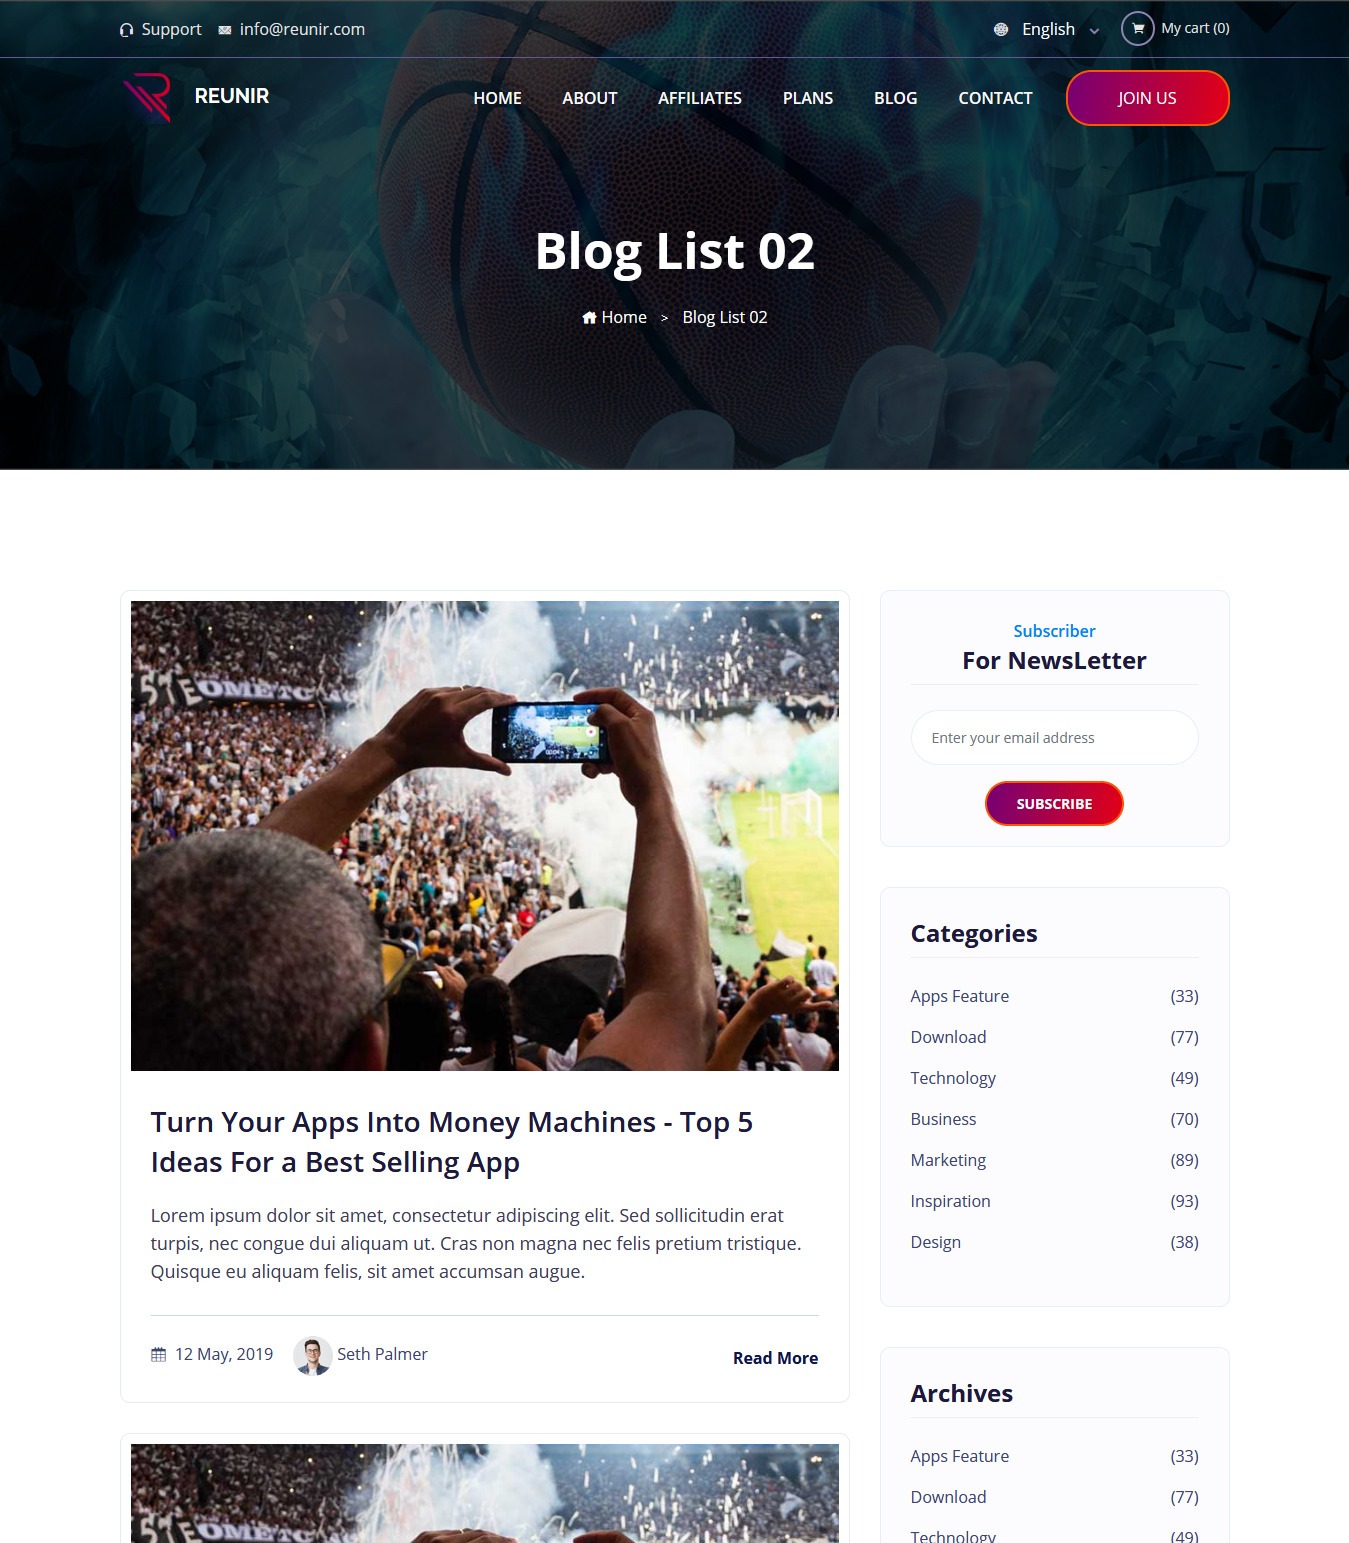 Support info@reunir.com English My cart (0)
REUNIR HOME ABOUT AFFILIATES PLANS BLOG CONTACT JOIN US
Blog List 02
Home > Blog List 02
Subscriber
For NewsLetter
Enter your email address
SUBSCRIBE
Turn Your Apps Into Money Machines - Top 5
Ideas For a Best Selling App
Lorem ipsum dolor sit amet, consectetur adipiscing elit. Sed sollicitudin erat
turpis, nec congue dui aliquam ut. Cras non magna nec felis pretium tristique.
Quisque eu aliquam felis, sit amet accumsan augue.
12 May, 2019 Seth Palmer Read More
Categories
Apps Feature (33)
Download (77)
Technology (49)
Business (70)
Marketing (89)
Inspiration (93)
Design (38)
Archives
Apps Feature (33)
Download (77)
Technology (49)